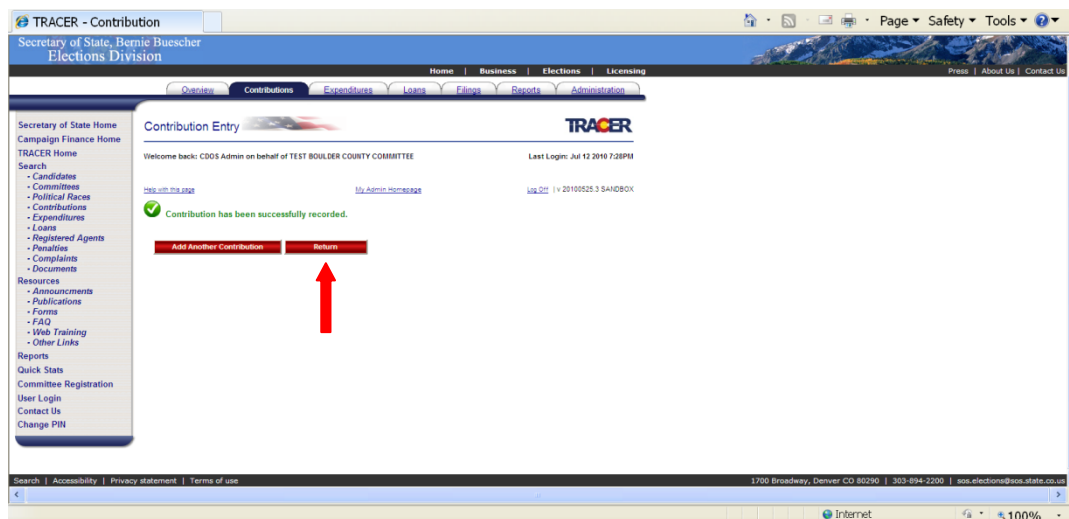 TRACER - Contribution
Page Safety Tools
Secretary of State, Bernie Buescher
Elections Division
Home | Business | Elections | Licensing
Press | About Us | Contact Us
Overview Contributions Expenditures Loans Filings Reports Administration
Secretary of State Home
Campaign Finance Home
TRACER Home
Search
- Candidates
- Committees
- Political Races
- Contributions
- Expenditures
- Loans
- Registered Agents
- Penalties
- Complaints
- Documents
Resources
- Announcments
- Publications
- Forms
- FAQ
- Web Training
- Other Links
Reports
Quick Stats
Committee Registration
User Login
Contact Us
Change PIN
Contribution Entry
TRACER
Welcome back: CDOS Admin on behalf of TEST BOULDER COUNTY COMMITTEE
Last Login: Jul 12 2010 7:28PM
Help with this page
My Admin Homepage
Log Off | v 20100525.3 SANDBOX
Contribution has been successfully recorded.
Add Another Contribution
Return
Search | Accessibility | Privacy statement | Terms of use
1700 Broadway, Denver CO 80290 | 303-894-2200 | sos.elections@sos.state.co.us
Internet
100%